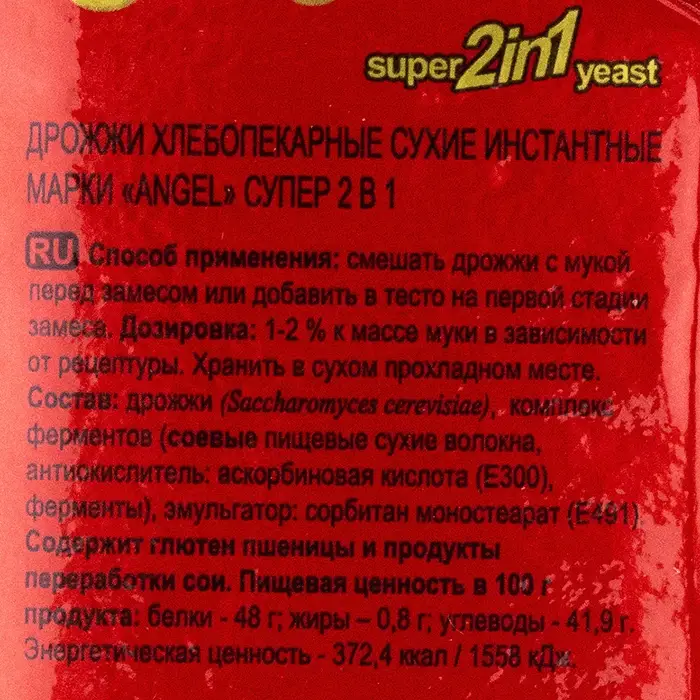 super 2in1 yeast
ДРОЖЖИ ХЛЕБОПЕКАРНЫЕ СУХИЕ ИНСТАНТНЫЕ
МАРКИ «ANGEL» СУПЕР 2 В 1
RU Способ применения: смешать дрожжи с мукой
перед замесом или добавить в тесто на первой стадии
замеса. Дозировка: 1-2 % к массе муки в зависимости
от рецептуры. Хранить в сухом прохладном месте.
Состав: дрожжи (Saccharomyces cerevisiae), комплекс
ферментов (соевые пищевые сухие волокна,
антиокислитель: аскорбиновая кислота (Е300),
ферменты), эмульгатор: сорбитан моностеарат (Е491)
Содержит глютен пшеницы и продукты
переработки сои. Пищевая ценность в 100 г
продукта: белки - 48 г; жиры – 0,8 г; углеводы - 41,9 г.
Энергетическая ценность - 372,4 ккал / 1558 кДж.